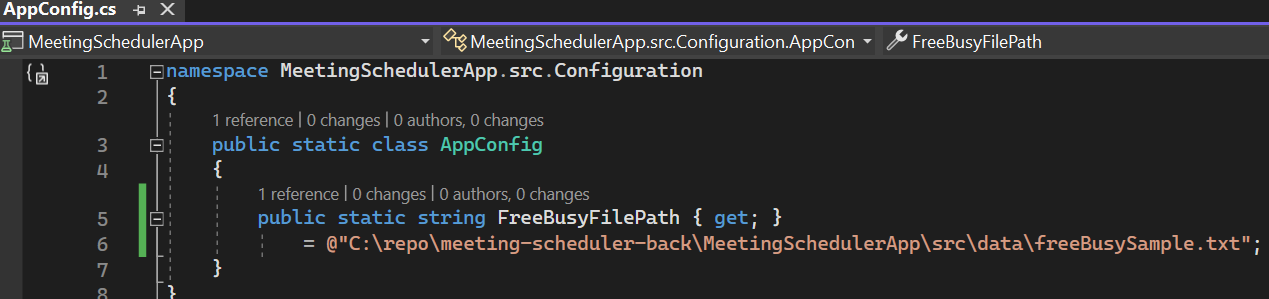 AppConfig.cs
MeetingSchedulerApp MeetingSchedulerApp.src.Configuration.AppCon FreeBusyFilePath
1 namespace MeetingSchedulerApp.src.Configuration
2 {
1 reference | 0 changes | 0 authors, 0 changes
3 public static class AppConfig
4 {
1 reference | 0 changes | 0 authors, 0 changes
5 public static string FreeBusyFilePath { get; }
6 = @"C:\repo\meeting-scheduler-back\MeetingSchedulerApp\src\data\freeBusySample.txt";
7 }
8 }